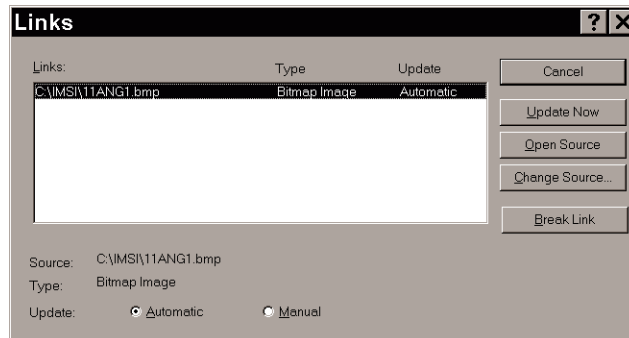 Links
Links: Type Update
C:\IMSI\11ANG1.bmp Bitmap Image Automatic
Cancel
Update Now
Open Source
Change Source...
Break Link
Source: C:\IMSI\11ANG1.bmp
Type: Bitmap Image
Update: Automatic Manual